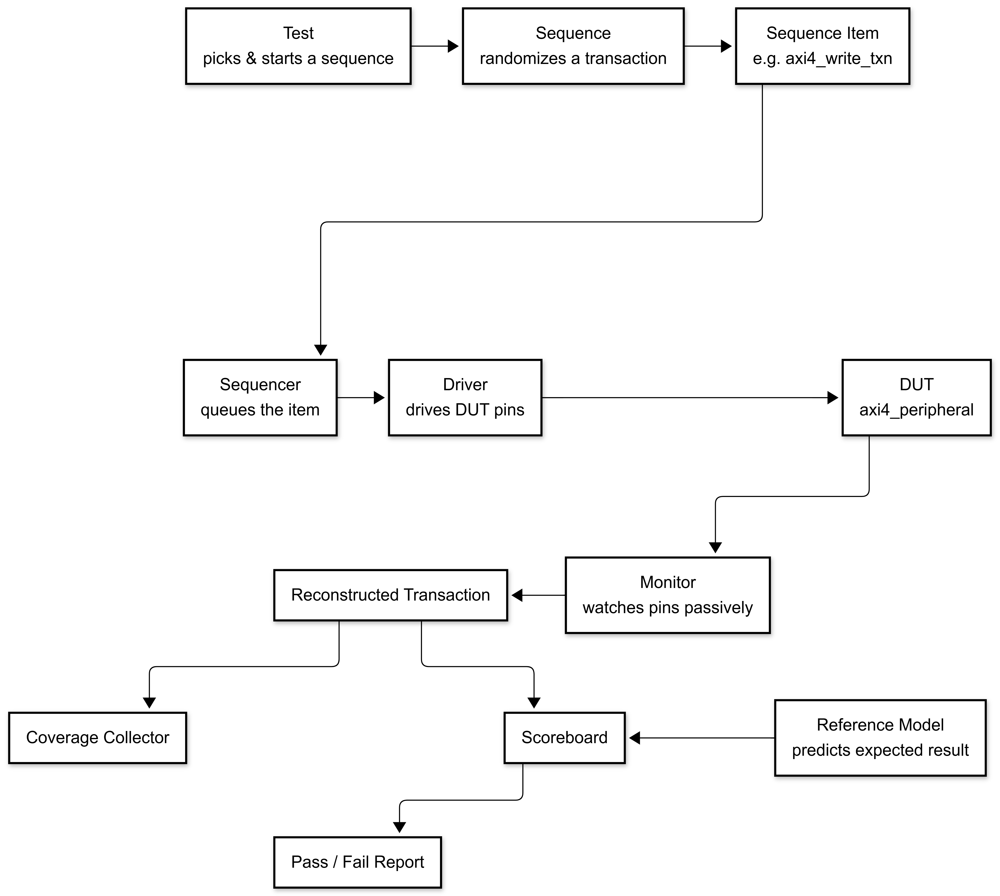 Test
picks & starts a sequence
Sequence
randomizes a transaction
Sequence Item
e.g. axi4_write_txn
Sequencer
queues the item
Driver
drives DUT pins
DUT
axi4_peripheral
Monitor
watches pins passively
Reconstructed Transaction
Coverage Collector
Scoreboard
Reference Model
predicts expected result
Pass / Fail Report